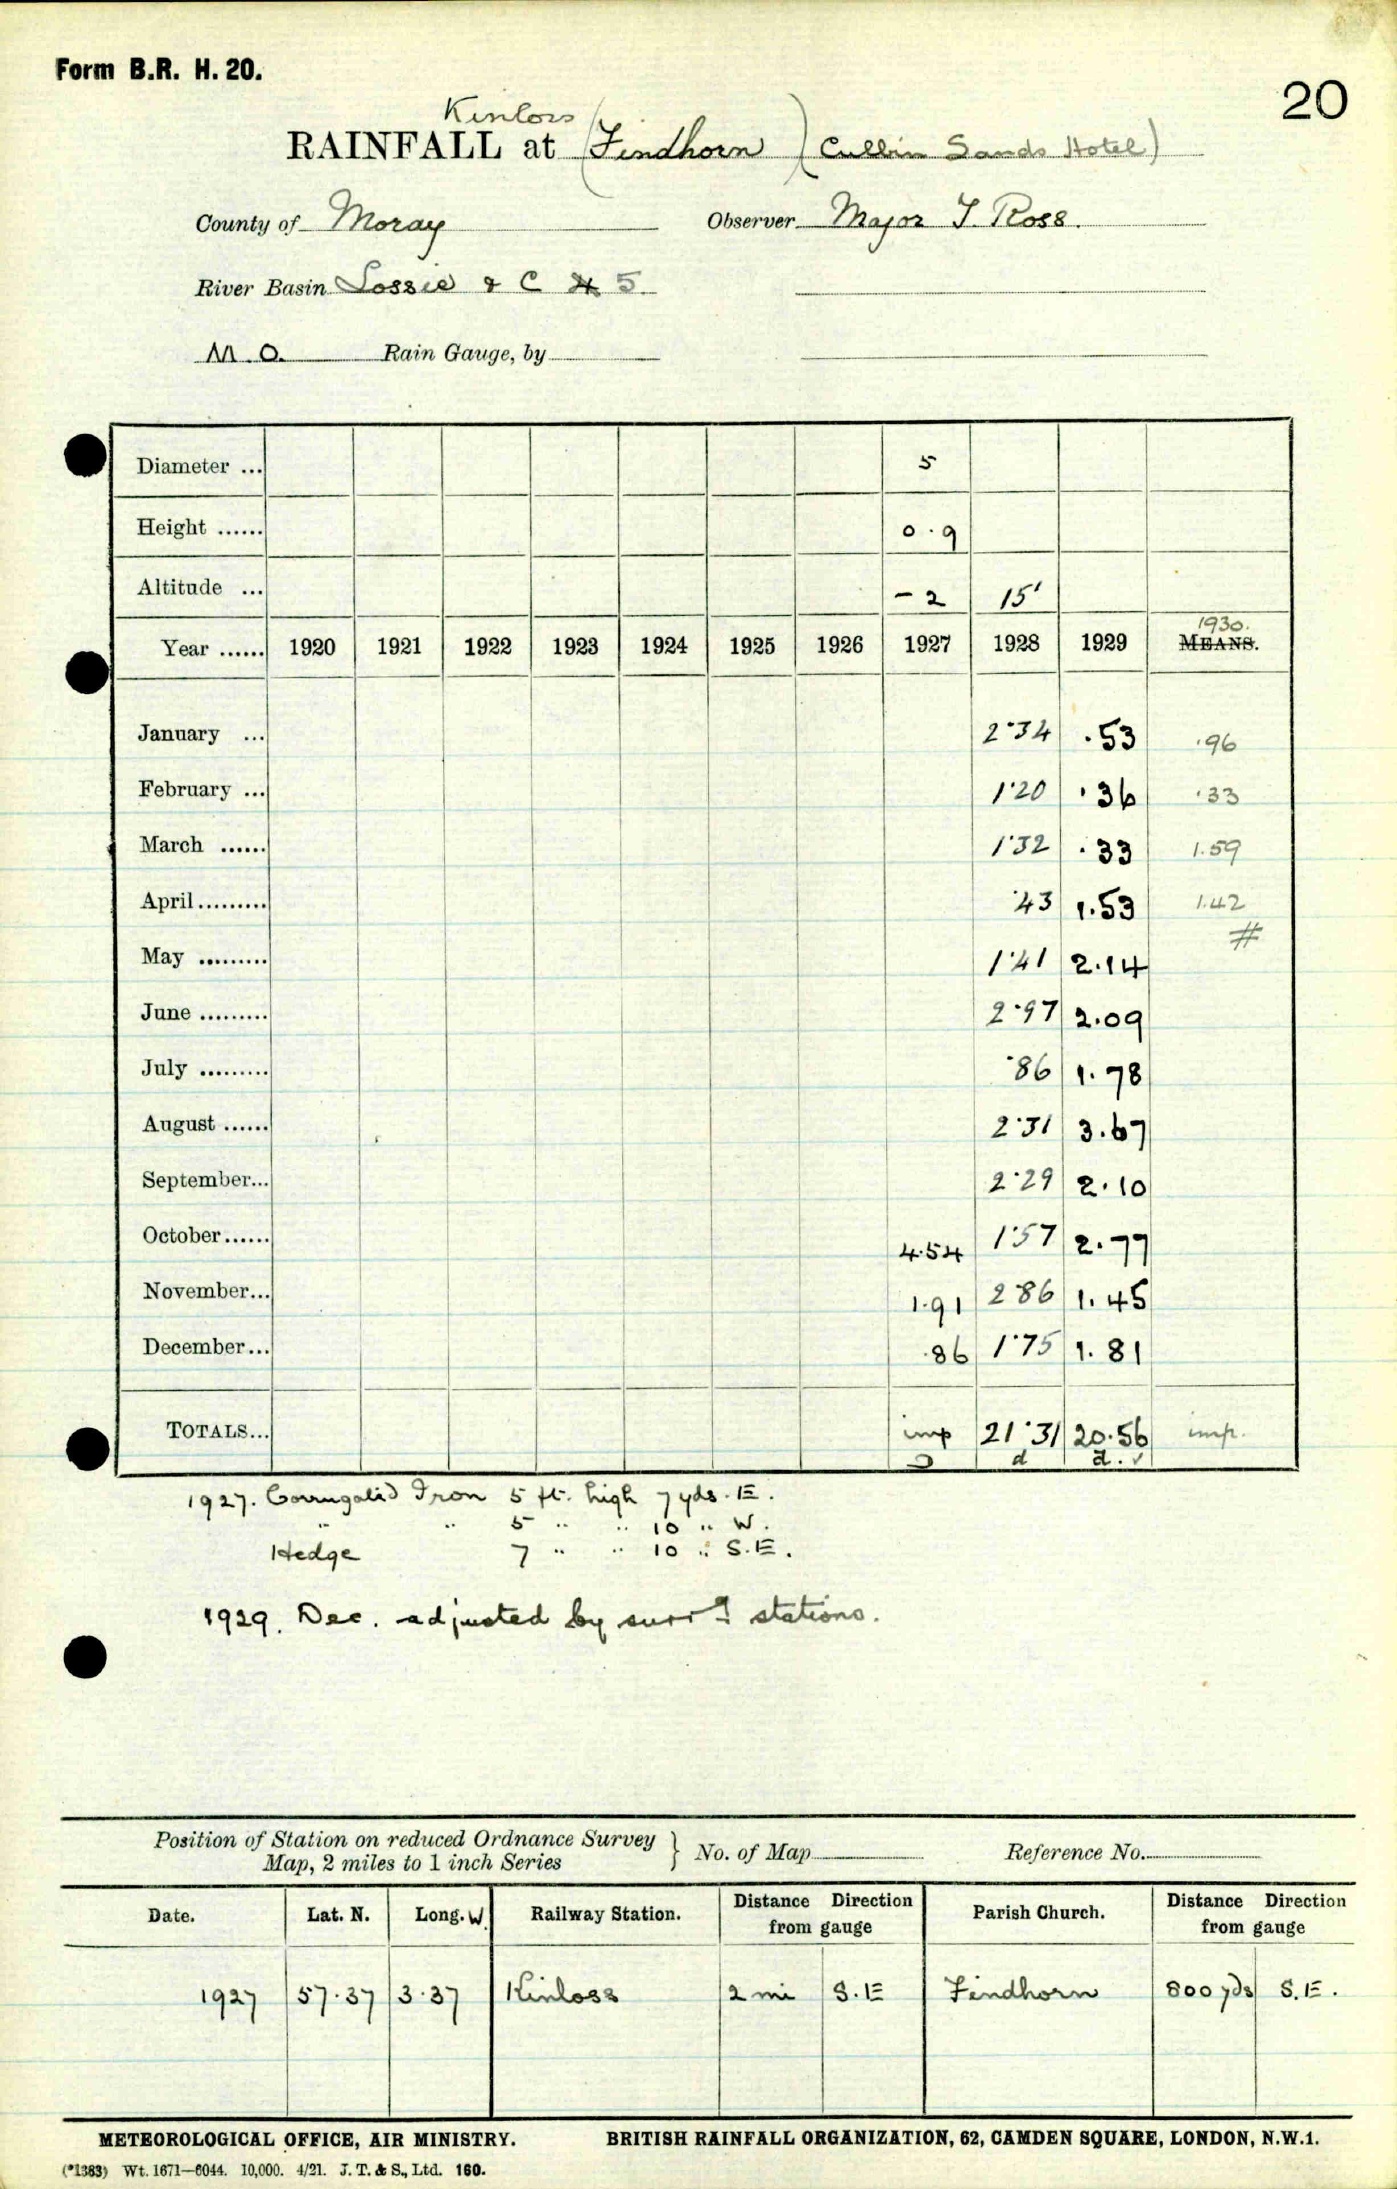 Form B.R. H. 20.
20
Kinloss
RAINFALL at (Findhorn) (Cullin Sands Hotel)
County of Moray Observer Major T. Ross.
River Basin Lossie & C 4 5.
M.O. Rain Gauge, by
Diameter ... 5
Height ...... 0.9
Altitude ... -2 15'
1930.
Year ...... 1920 1921 1922 1923 1924 1925 1926 1927 1928 1929 MEANS.
January ... 2.34 .53 .96
February ... 1.20 .36 .33
March ...... 1.32 .33 1.59
April ......... .43 1.53 1.42
#
May ......... 1.41 2.14
June ......... 2.97 2.09
July ......... .86 1.78
August ...... 2.31 3.67
September... 2.29 2.10
October ...... 4.54 1.57 2.77
November... 1.91 2.86 1.45
December... .86 1.75 1.81
TOTALS... imp 21.31 20.56 imp.
d d. ✓
1927. Corrugated Iron 5 ft. high 7 yds. E.
" " 5 " " 10 " W.
Hedge 7 " " 10 " S.E.
1929. Dec. adjusted by surrg stations.
Position of Station on reduced Ordnance Survey
Map, 2 miles to 1 inch Series } No. of Map Reference No.
Date. Lat. N. Long. W. Railway Station. Distance Direction from gauge Parish Church. Distance Direction from gauge
1927 57.37 3.37 Kinloss 2 mi S.E Findhorn 800 yds S.E.
METEOROLOGICAL OFFICE, AIR MINISTRY. BRITISH RAINFALL ORGANIZATION, 62, CAMDEN SQUARE, LONDON, N.W.1.
(*1383) Wt. 1671—6044. 10,000. 4/21. J. T. & S., Ltd. 160.